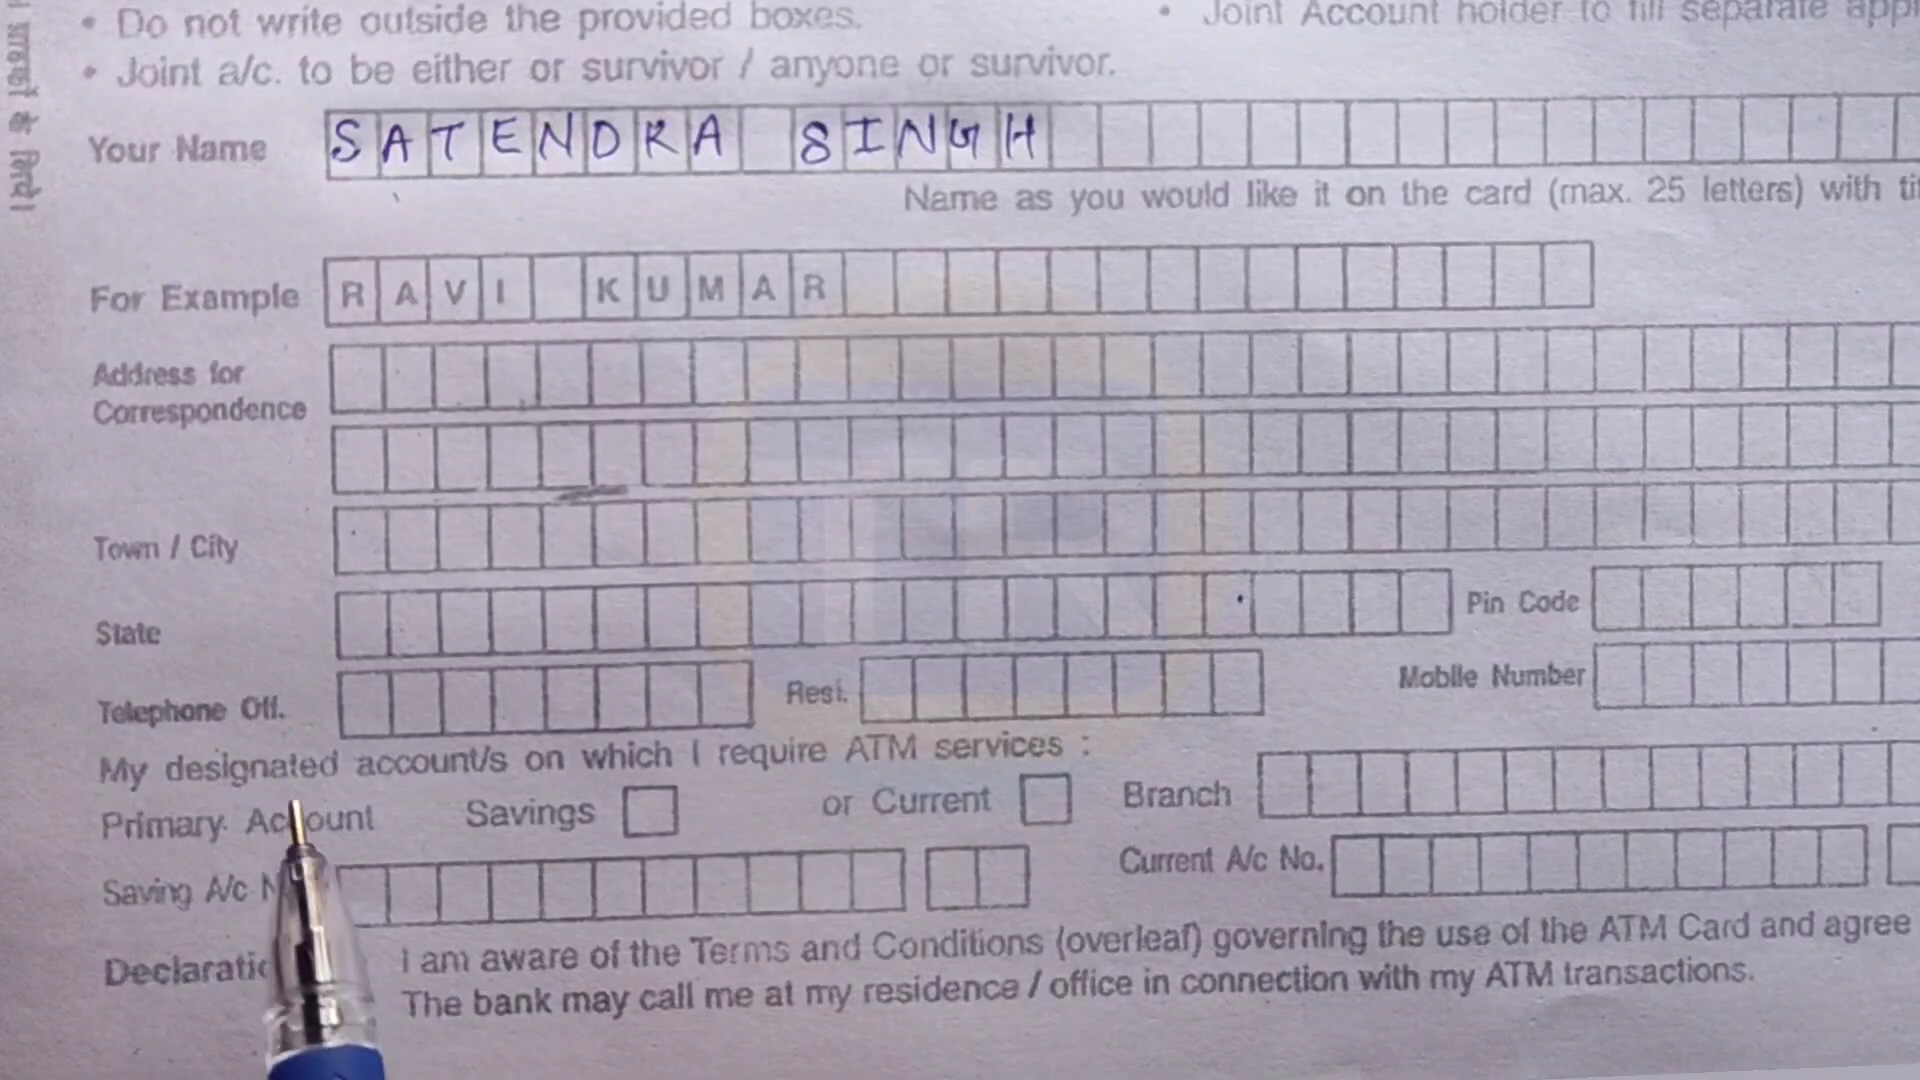 • Do not write outside the provided boxes.
• Joint Account holder to fill separate appl
• Joint a/c. to be either or survivor / anyone or survivor.
Your Name SATENDRA SINGH
Name as you would like it on the card (max. 25 letters) with tit
For Example RAVI KUMAR
Address for
Correspondence
Town / City
State Pin Code
Telephone Off. Resi. Mobile Number
My designated account/s on which I require ATM services :
Primary Account Savings or Current Branch
Saving A/c N Current A/c No.
Declaratio I am aware of the Terms and Conditions (overleaf) governing the use of the ATM Card and agree
The bank may call me at my residence / office in connection with my ATM transactions.